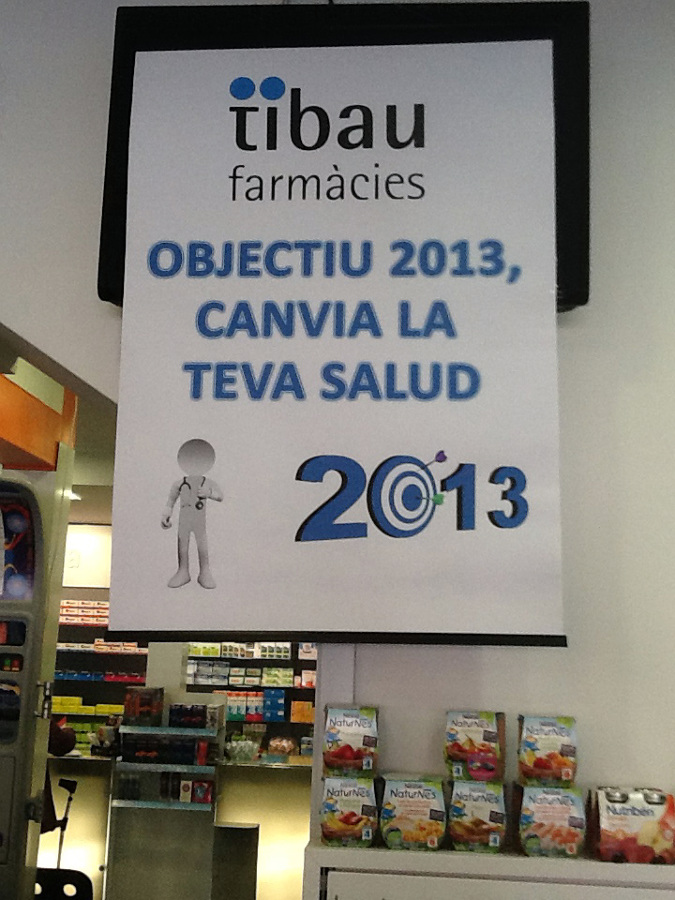 tibau
farmàcies
OBJECTIU 2013,
CANVIA LA
TEVA SALUD
2013
NATURNES
NATURNES
NATURNES
NATURNES
NATURNES
NATURNES
NATURNES
Nutribén